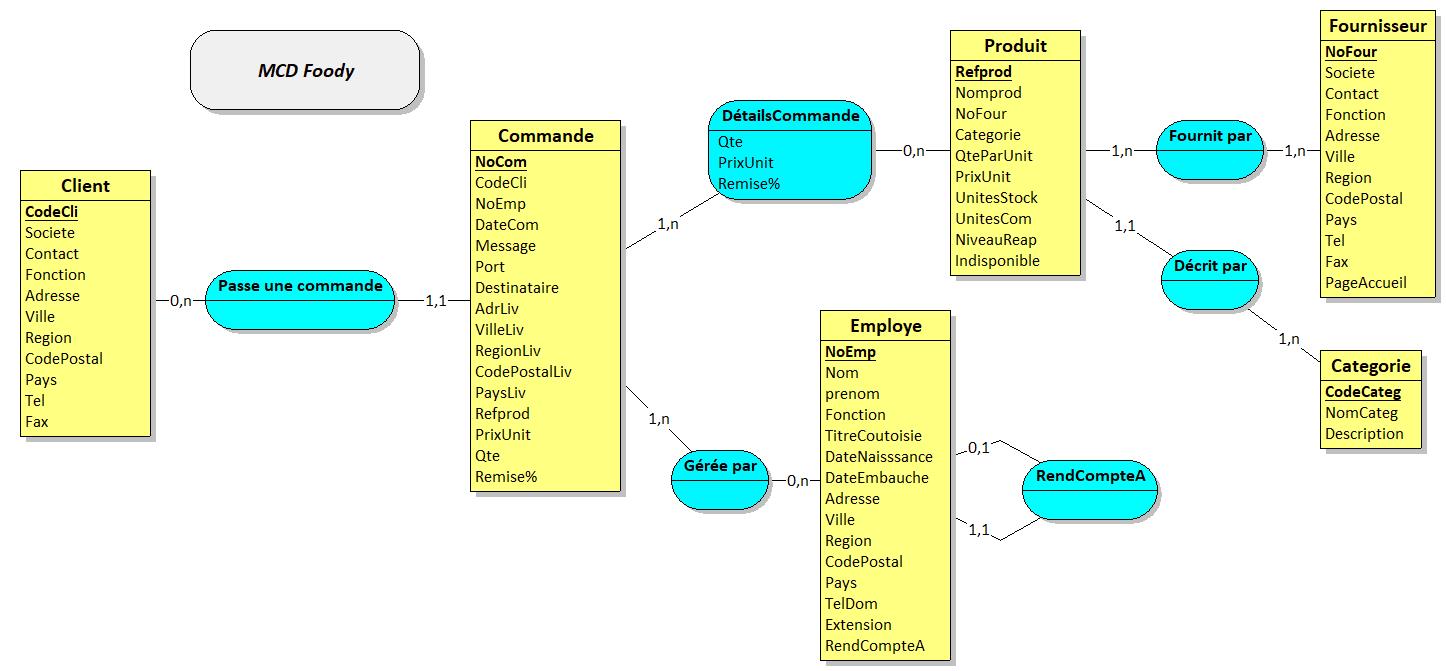 MCD Foody
Client
CodeCli
Societe
Contact
Fonction
Adresse
Ville
Region
CodePostal
Pays
Tel
Fax
0,n
Passe une commande
1,1
Commande
NoCom
CodeCli
NoEmp
DateCom
Message
Port
Destinataire
AdrLiv
VilleLiv
RegionLiv
CodePostalLiv
PaysLiv
Refprod
PrixUnit
Qte
Remise%
1,n
DétailsCommande
Qte
PrixUnit
Remise%
0,n
Produit
Refprod
Nomprod
NoFour
Categorie
QteParUnit
PrixUnit
UnitesStock
UnitesCom
NiveauReap
Indisponible
1,n
Fournit par
1,n
Fournisseur
NoFour
Societe
Contact
Fonction
Adresse
Ville
Region
CodePostal
Pays
Tel
Fax
PageAccueil
1,1
Décrit par
1,n
Categorie
CodeCateg
NomCateg
Description
1,n
Gérée par
0,n
Employe
NoEmp
Nom
prenom
Fonction
TitreCoutoisie
DateNaisssance
DateEmbauche
Adresse
Ville
Region
CodePostal
Pays
TelDom
Extension
RendCompteA
0,1
RendCompteA
1,1